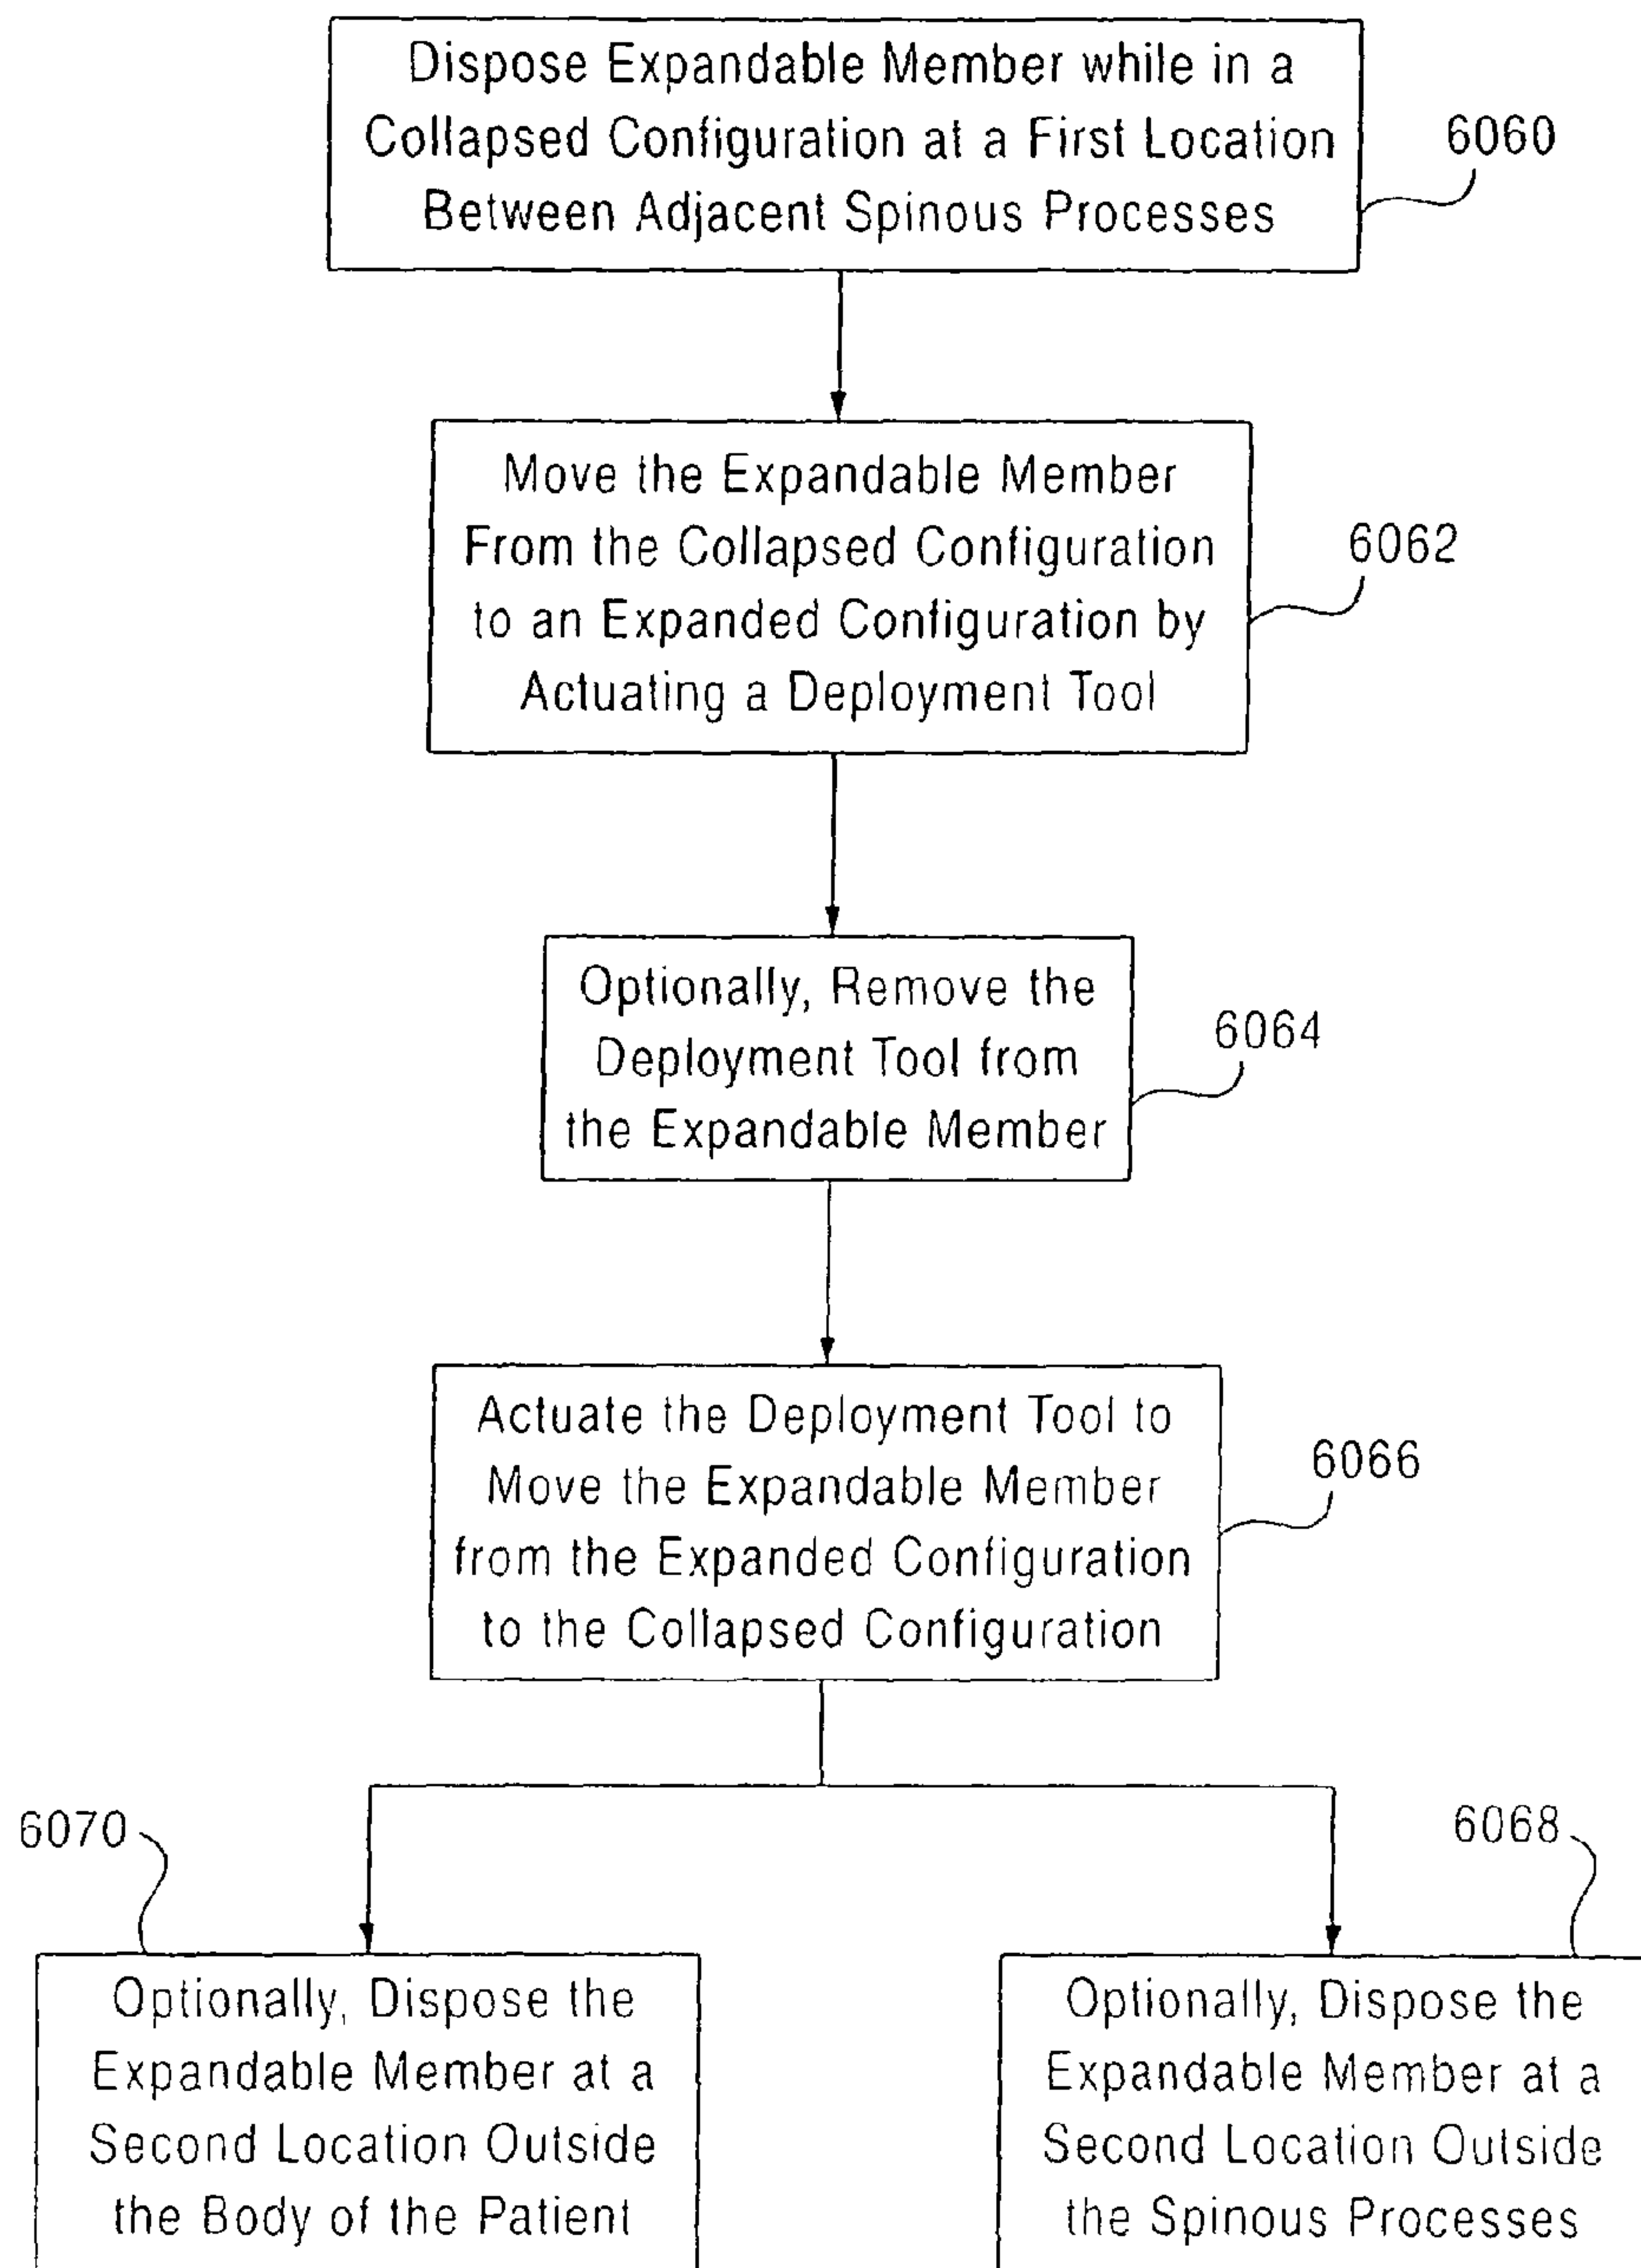 Dispose Expandable Member while in a
Collapsed Configuration at a First Location
Between Adjacent Spinous Processes
6060
Move the Expandable Member
From the Collapsed Configuration
to an Expanded Configuration by
Actuating a Deployment Tool
6062
Optionally, Remove the
Deployment Tool from
the Expandable Member
6064
Actuate the Deployment Tool to
Move the Expandable Member
from the Expanded Configuration
to the Collapsed Configuration
6066
6070
Optionally, Dispose the
Expandable Member at a
Second Location Outside
the Body of the Patient
6068
Optionally, Dispose the
Expandable Member at a
Second Location Outside
the Spinous Processes